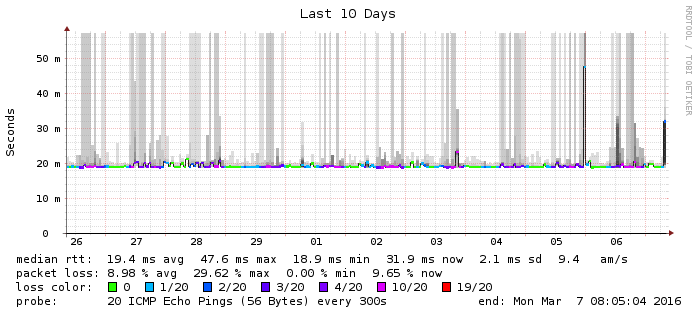 Last 10 Days
RRDTOOL / TOBI OETIKER
Seconds
50 m
40 m
30 m
20 m
10 m
0
26 27 28 29 01 02 03 04 05 06
median rtt: 19.4 ms avg 47.6 ms max 18.9 ms min 31.9 ms now 2.1 ms sd 9.4 am/s
packet loss: 8.98 % avg 29.62 % max 0.00 % min 9.65 % now
loss color: 0 1/20 2/20 3/20 4/20 10/20 19/20
probe: 20 ICMP Echo Pings (56 Bytes) every 300s end: Mon Mar 7 08:05:04 2016